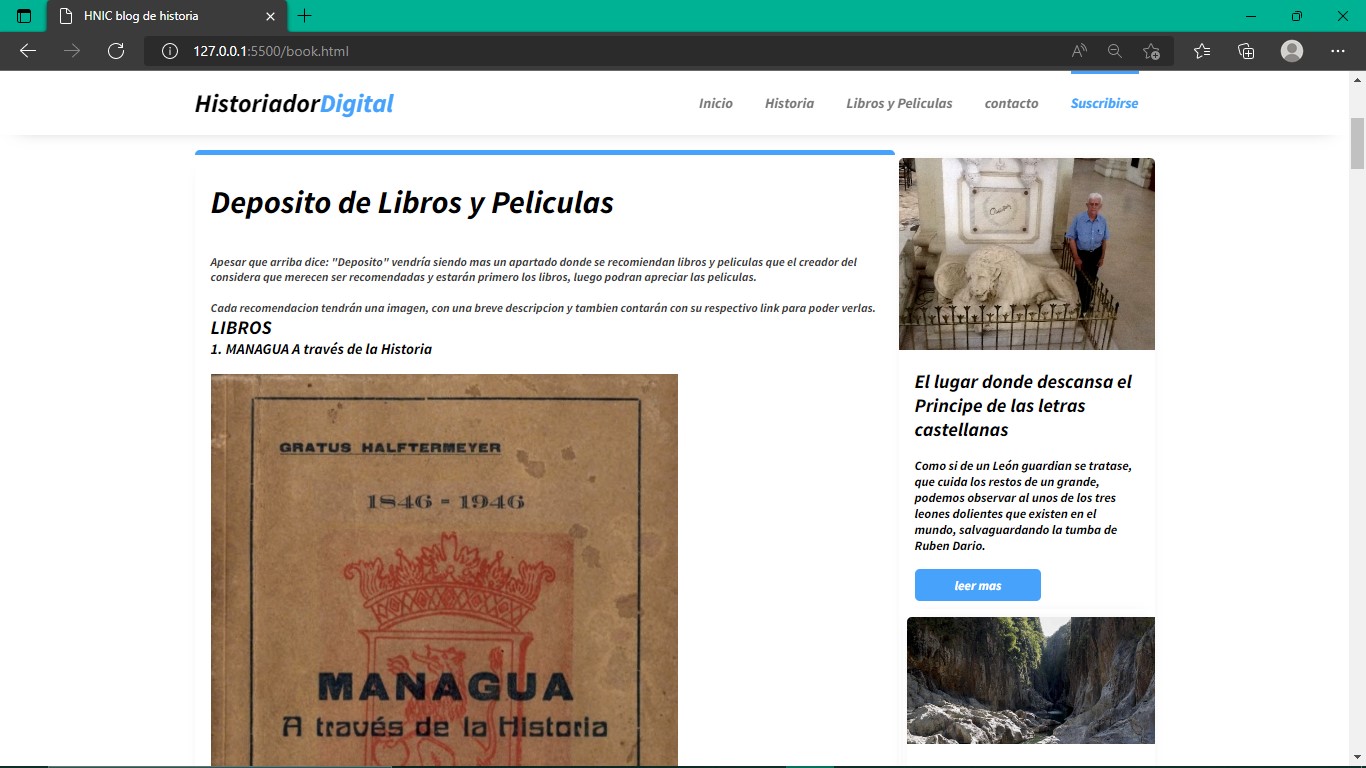 HNIC blog de historia
127.0.0.1:5500/book.html
HistoriadorDigital
Inicio
Historia
Libros y Peliculas
contacto
Suscribirse
Deposito de Libros y Peliculas
Apesar que arriba dice: "Deposito" vendría siendo mas un apartado donde se recomiendan libros y peliculas que el creador del
considera que merecen ser recomendadas y estarán primero los libros, luego podran apreciar las peliculas.
Cada recomendacion tendrán una imagen, con una breve descripcion y tambien contarán con su respectivo link para poder verlas.
LIBROS
1. MANAGUA A través de la Historia
GRATUS HALFTERMEYER
1846 - 1946
MANAGUA
A través de la Historia
El lugar donde descansa el
Principe de las letras
castellanas
Como si de un León guardian se tratase,
que cuida los restos de un grande,
podemos observar al unos de los tres
leones dolientes que existen en el
mundo, salvaguardando la tumba de
Ruben Dario.
leer mas